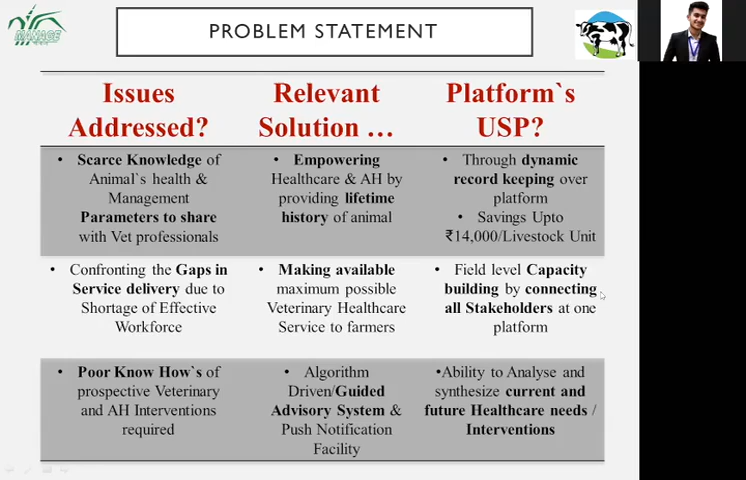 MANAGE
PROBLEM STATEMENT
Issues
Addressed?
Relevant
Solution …
Platform`s
USP?
• Scarce Knowledge of
Animal`s health &
Management
Parameters to share
with Vet professionals
• Empowering
Healthcare & AH by
providing lifetime
history of animal
• Through dynamic
record keeping over
platform
• Savings Upto
₹14,000/Livestock Unit
• Confronting the Gaps in
Service delivery due to
Shortage of Effective
Workforce
• Making available
maximum possible
Veterinary Healthcare
Service to farmers
• Field level Capacity
building by connecting
all Stakeholders at one
platform
• Poor Know How`s of
prospective Veterinary
and AH Interventions
required
• Algorithm
Driven/Guided
Advisory System &
Push Notification
Facility
•Ability to Analyse and
synthesize current and
future Healthcare needs /
Interventions